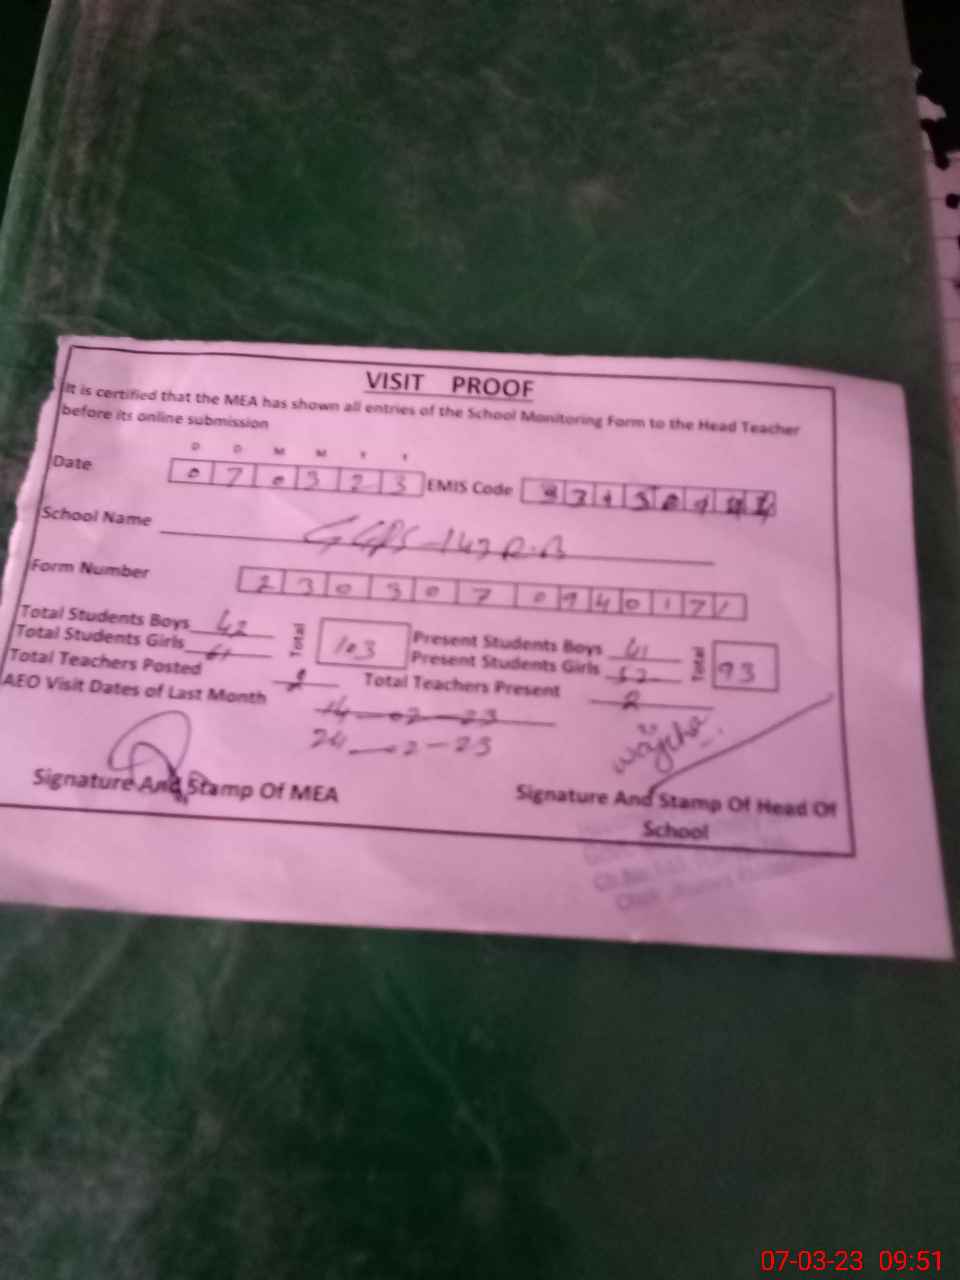 VISIT PROOF
It is certified that the MEA has shown all entries of the School Monitoring Form to the Head Teacher
before its online submission
D D M M Y Y
Date 0 7 0 3 2 3 EMIS Code
School Name GGPS 147 R.B
Form Number 2 3 0 3 0 7 0 9 4 0 1 7 1
Total Students Boys 42 Total 103 Present Students Boys 41 Total 93
Total Students Girls 61 Present Students Girls 52
Total Teachers Posted 2 Total Teachers Present 2
AEO Visit Dates of Last Month 14-02-23
24-2-23
Signature And Stamp Of MEA Signature And Stamp Of Head Of
School
07-03-23 09:51